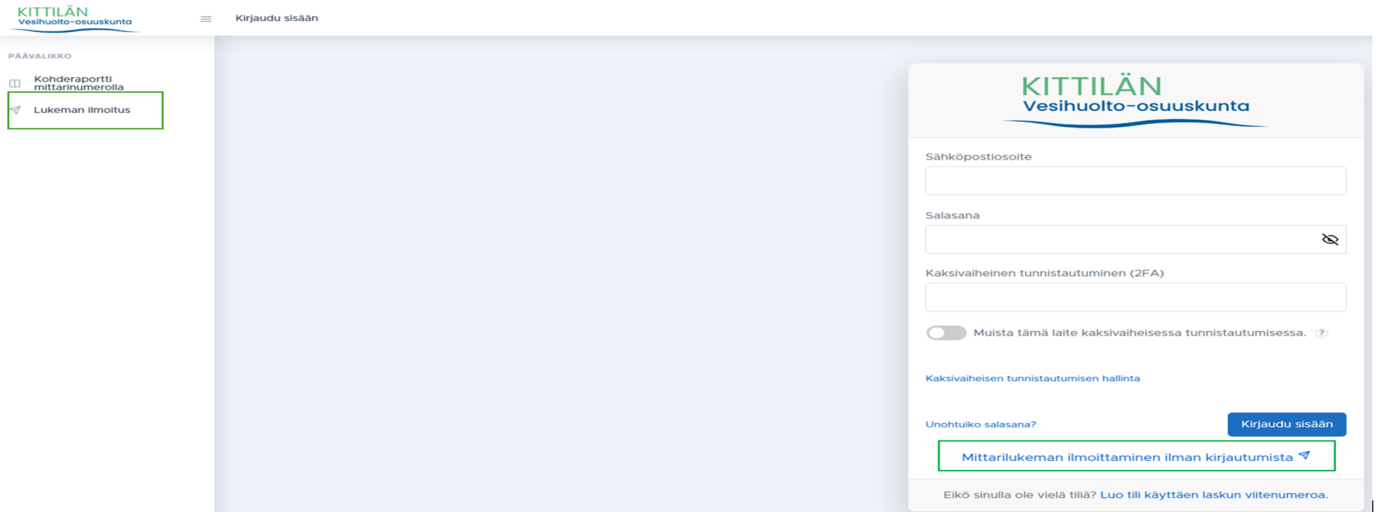 KITTILÄN
Vesihuolto-osuuskunta
Kirjaudu sisään
PÄÄVALIKKO
Kohderaportti
mittarinumerolla
Lukeman ilmoitus
KITTILÄN
Vesihuolto-osuuskunta
Sähköpostiosoite
Salasana
Kaksivaiheinen tunnistautuminen (2FA)
Muista tämä laite kaksivaiheisessa tunnistautumisessa. ?
Kaksivaiheisen tunnistautumisen hallinta
Unohtuiko salasana?
Kirjaudu sisään
Mittarilukeman ilmoittaminen ilman kirjautumista
Eikö sinulla ole vielä tiliä? Luo tili käyttäen laskun viitenumeroa.